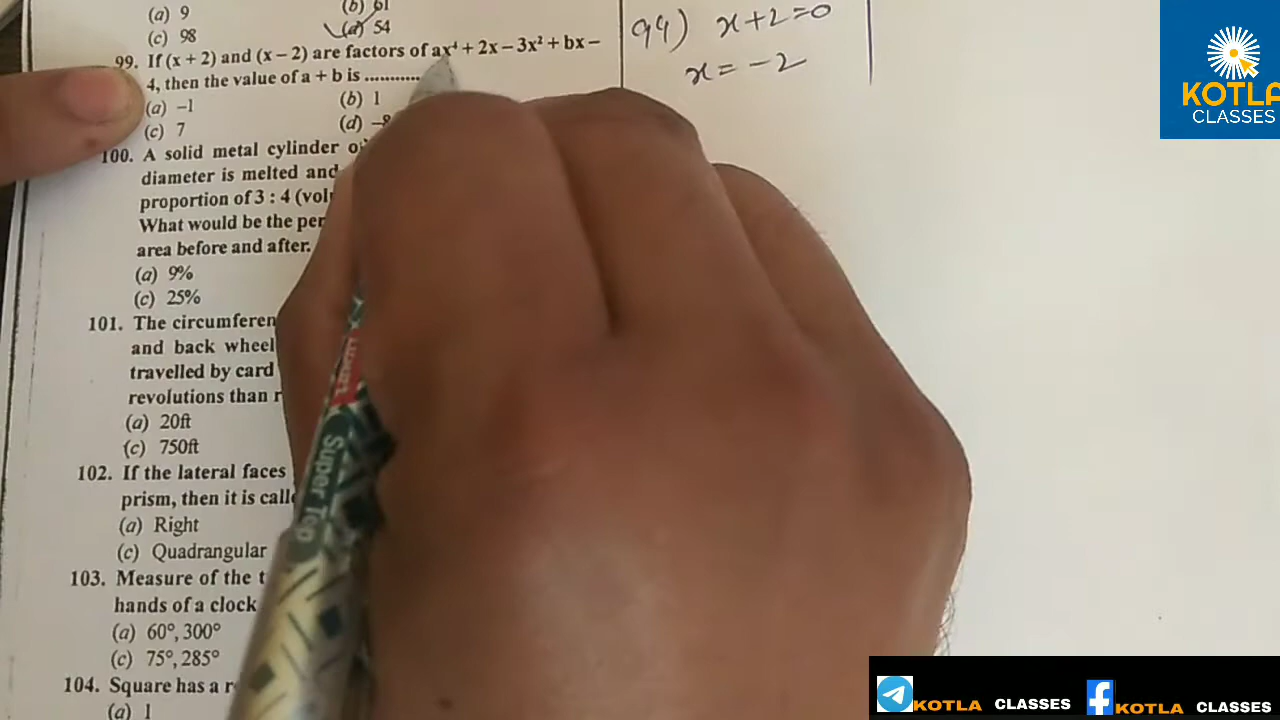 (a) 9
(b) 61
(c) 98
(d) 54
99. If (x + 2) and (x – 2) are factors of ax⁴ + 2x – 3x² + bx –
4, then the value of a + b is ...........
(a) –1
(b) 1
(c) 7
(d) –8
100. A solid metal cylinder
diameter is melted and
proportion of 3 : 4
What would be the
area before and after.
(a) 9%
(c) 25%
101. The
and back wheel
travelled by card
revolutions than
(a) 20ft
(c) 750ft
102. If the lateral faces
prism, then it is
(a) Right
(c) Quadrangular
103. Measure of the
hands of a clock
(a) 60°, 300°
(c) 75°, 285°
104. Square has a
(a) 1
99) x+2=0
x = -2
KOTLA
CLASSES
Super Top
KOTLA CLASSES
KOTLA CLASSES